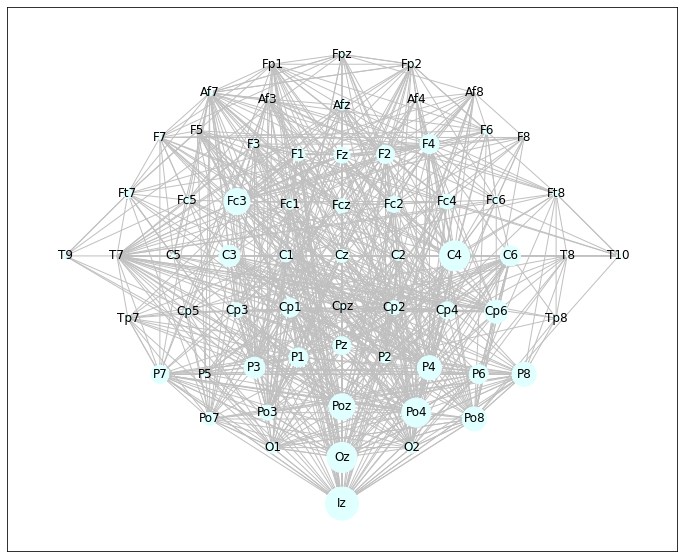 Fpz
Fp1 Fp2
Af7 Af3 Afz Af4 Af8
F7 F5 F3 F1 Fz F2 F4 F6 F8
Ft7 Fc5 Fc3 Fc1 Fcz Fc2 Fc4 Fc6 Ft8
T9 T7 C5 C3 C1 Cz C2 C4 C6 T8 T10
Tp7 Cp5 Cp3 Cp1 Cpz Cp2 Cp4 Cp6 Tp8
P7 P5 P3 P1 Pz P2 P4 P6 P8
Po7 Po3 Poz Po4 Po8
O1 Oz O2
Iz